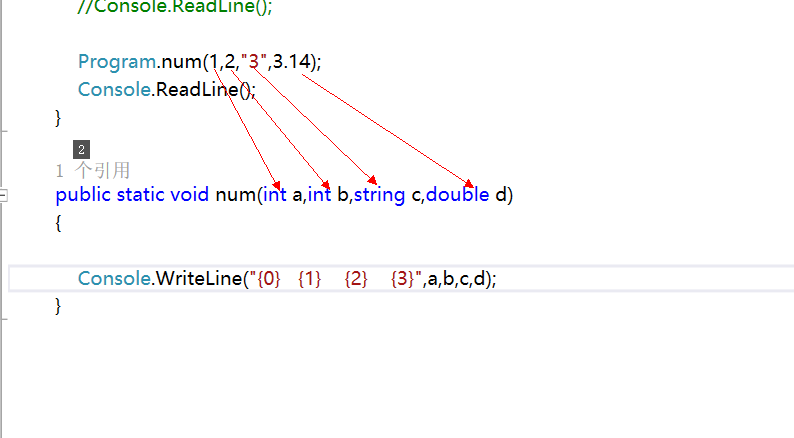 //Console.ReadLine();
Program.num(1,2,"3",3.14);
Console.ReadLine();
}
2
1 个引用
public static void num(int a,int b,string c,double d)
{
Console.WriteLine("{0}   {1}    {2}    {3}",a,b,c,d);
}